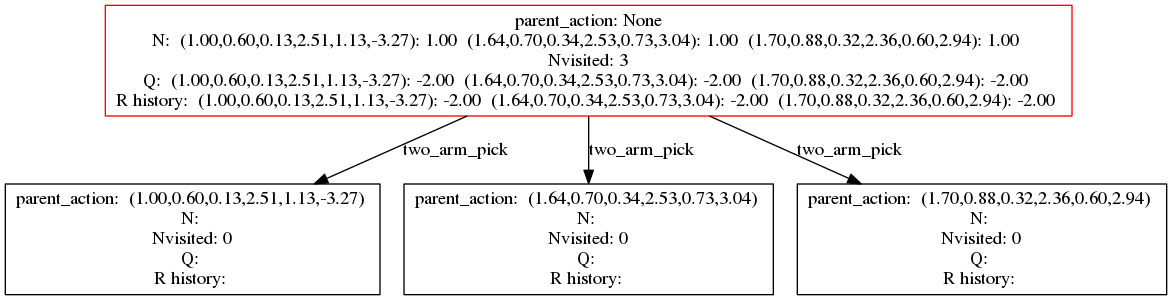 parent_action: None
N: (1.00,0.60,0.13,2.51,1.13,-3.27): 1.00 (1.64,0.70,0.34,2.53,0.73,3.04): 1.00 (1.70,0.88,0.32,2.36,0.60,2.94): 1.00
Nvisited: 3
Q: (1.00,0.60,0.13,2.51,1.13,-3.27): -2.00 (1.64,0.70,0.34,2.53,0.73,3.04): -2.00 (1.70,0.88,0.32,2.36,0.60,2.94): -2.00
R history: (1.00,0.60,0.13,2.51,1.13,-3.27): -2.00 (1.64,0.70,0.34,2.53,0.73,3.04): -2.00 (1.70,0.88,0.32,2.36,0.60,2.94): -2.00
two_arm_pick
two_arm_pick
two_arm_pick
parent_action: (1.00,0.60,0.13,2.51,1.13,-3.27)
N:
Nvisited: 0
Q:
R history:
parent_action: (1.64,0.70,0.34,2.53,0.73,3.04)
N:
Nvisited: 0
Q:
R history:
parent_action: (1.70,0.88,0.32,2.36,0.60,2.94)
N:
Nvisited: 0
Q:
R history: